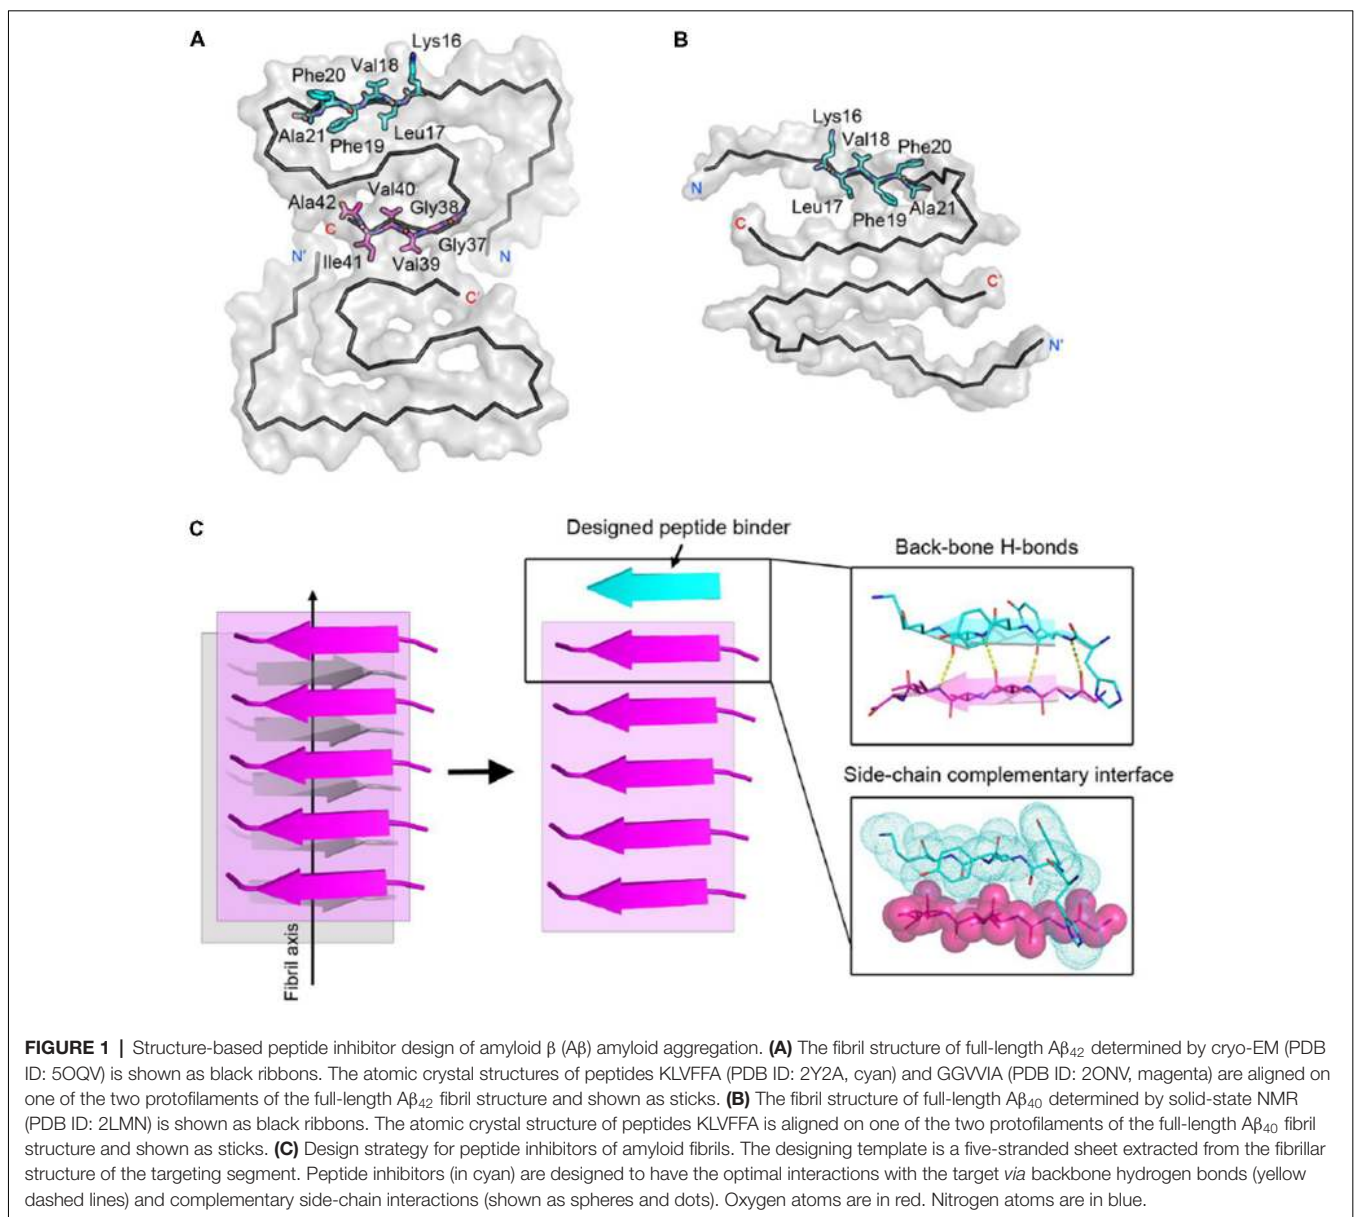 A
Lys16
Val18
Phe20
Ala21
Phe19
Leu17
Val40
Ala42
Gly38
C
Gly37
N'
Ile41
Val39
N
C'
B
Lys16
Val18
Phe20
N
Leu17
Phe19
Ala21
C
C'
N'
C
Designed peptide binder
Back-bone H-bonds
Side-chain complementary interface
Fibril axis
FIGURE 1 | Structure-based peptide inhibitor design of amyloid β (Aβ) amyloid aggregation. (A) The fibril structure of full-length Aβ42 determined by cryo-EM (PDB
ID: 5OQV) is shown as black ribbons. The atomic crystal structures of peptides KLVFFA (PDB ID: 2Y2A, cyan) and GGVVIA (PDB ID: 2ONV, magenta) are aligned on
one of the two protofilaments of the full-length Aβ42 fibril structure and shown as sticks. (B) The fibril structure of full-length Aβ40 determined by solid-state NMR
(PDB ID: 2LMN) is shown as black ribbons. The atomic crystal structure of peptides KLVFFA is aligned on one of the two protofilaments of the full-length Aβ40 fibril
structure and shown as sticks. (C) Design strategy for peptide inhibitors of amyloid fibrils. The designing template is a five-stranded sheet extracted from the fibrillar
structure of the targeting segment. Peptide inhibitors (in cyan) are designed to have the optimal interactions with the target via backbone hydrogen bonds (yellow
dashed lines) and complementary side-chain interactions (shown as spheres and dots). Oxygen atoms are in red. Nitrogen atoms are in blue.